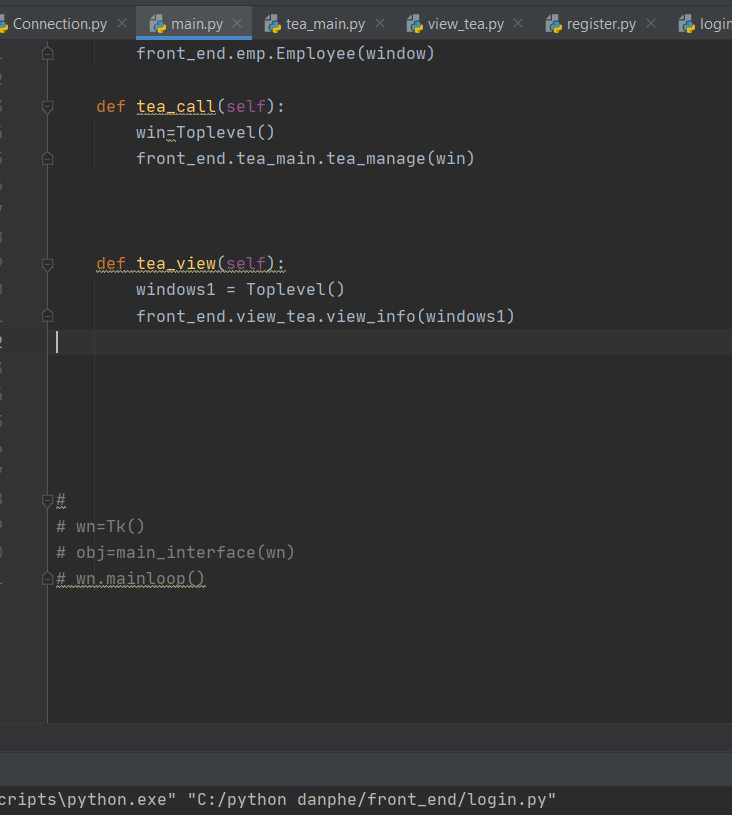 Connection.py main.py tea_main.py view_tea.py register.py
front_end.emp.Employee(window)
def tea_call(self):
win=Toplevel()
front_end.tea_main.tea_manage(win)
def tea_view(self):
windows1 = Toplevel()
front_end.view_tea.view_info(windows1)
#
# wn=Tk()
# obj=main_interface(wn)
# wn.mainloop()
cripts\python.exe" "C:/python danphe/front_end/login.py"